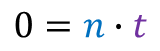 0 = n · t